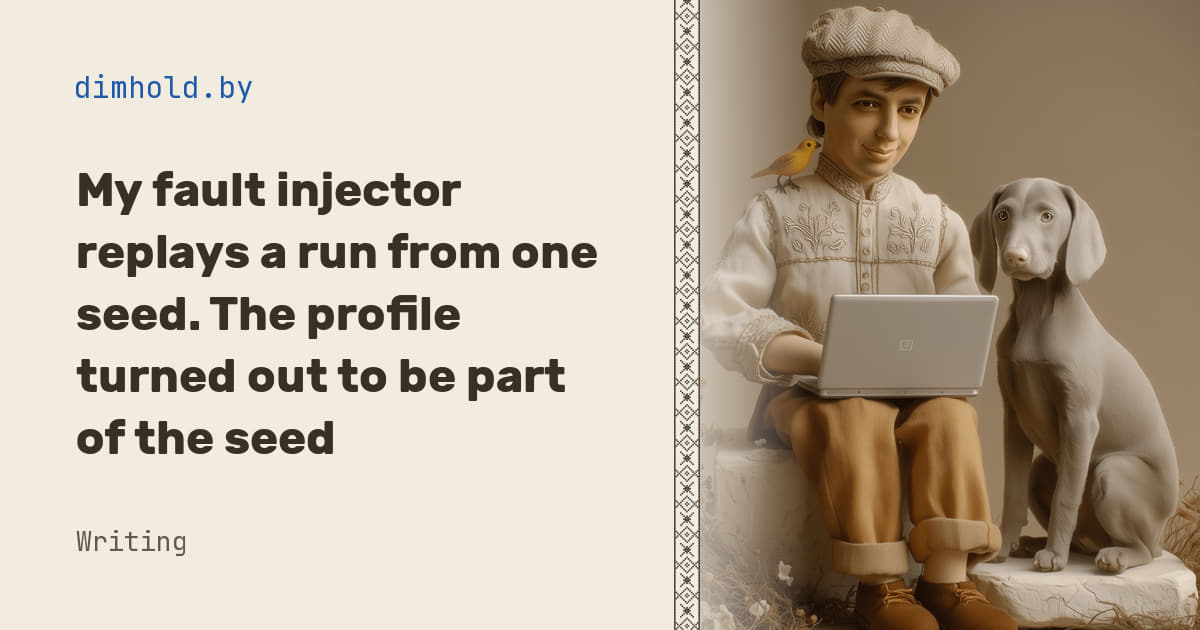 dimhold.by
My fault injector
replays a run from one
seed. The profile
turned out to be part
of the seed
Writing